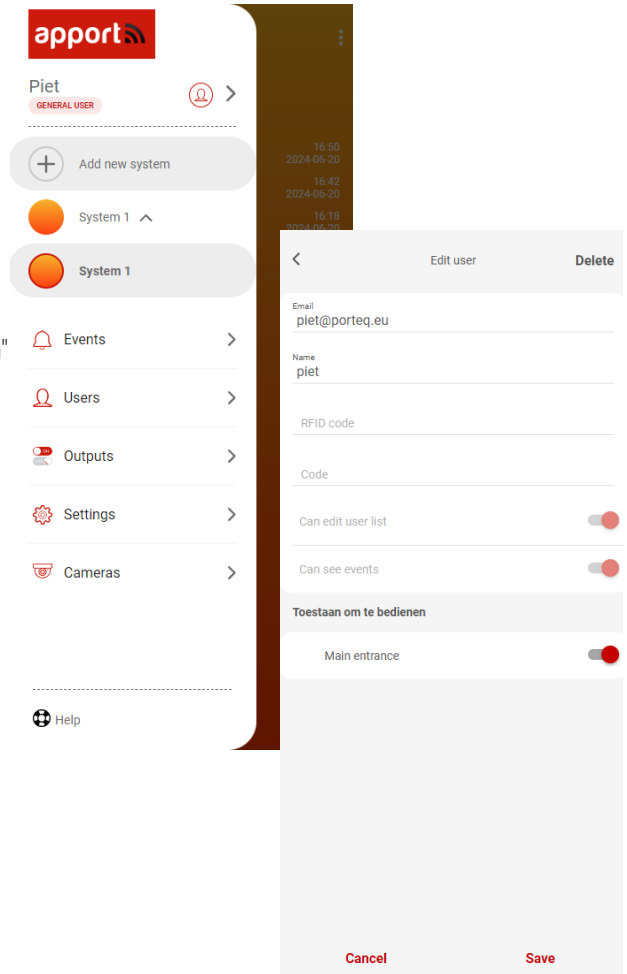 apport
Piet
GENERAL USER
Add new system
System 1
System 1
Events
Users
ON
Outputs
Settings
Cameras
Help
16:50
2024-06-20
16:42
2024-06-20
16:18
2024-06-20
Edit user
Delete
Email
piet@porteq.eu
Name
piet
RFID code
Code
Can edit user list
Can see events
Toestaan om te bedienen
Main entrance
Cancel
Save